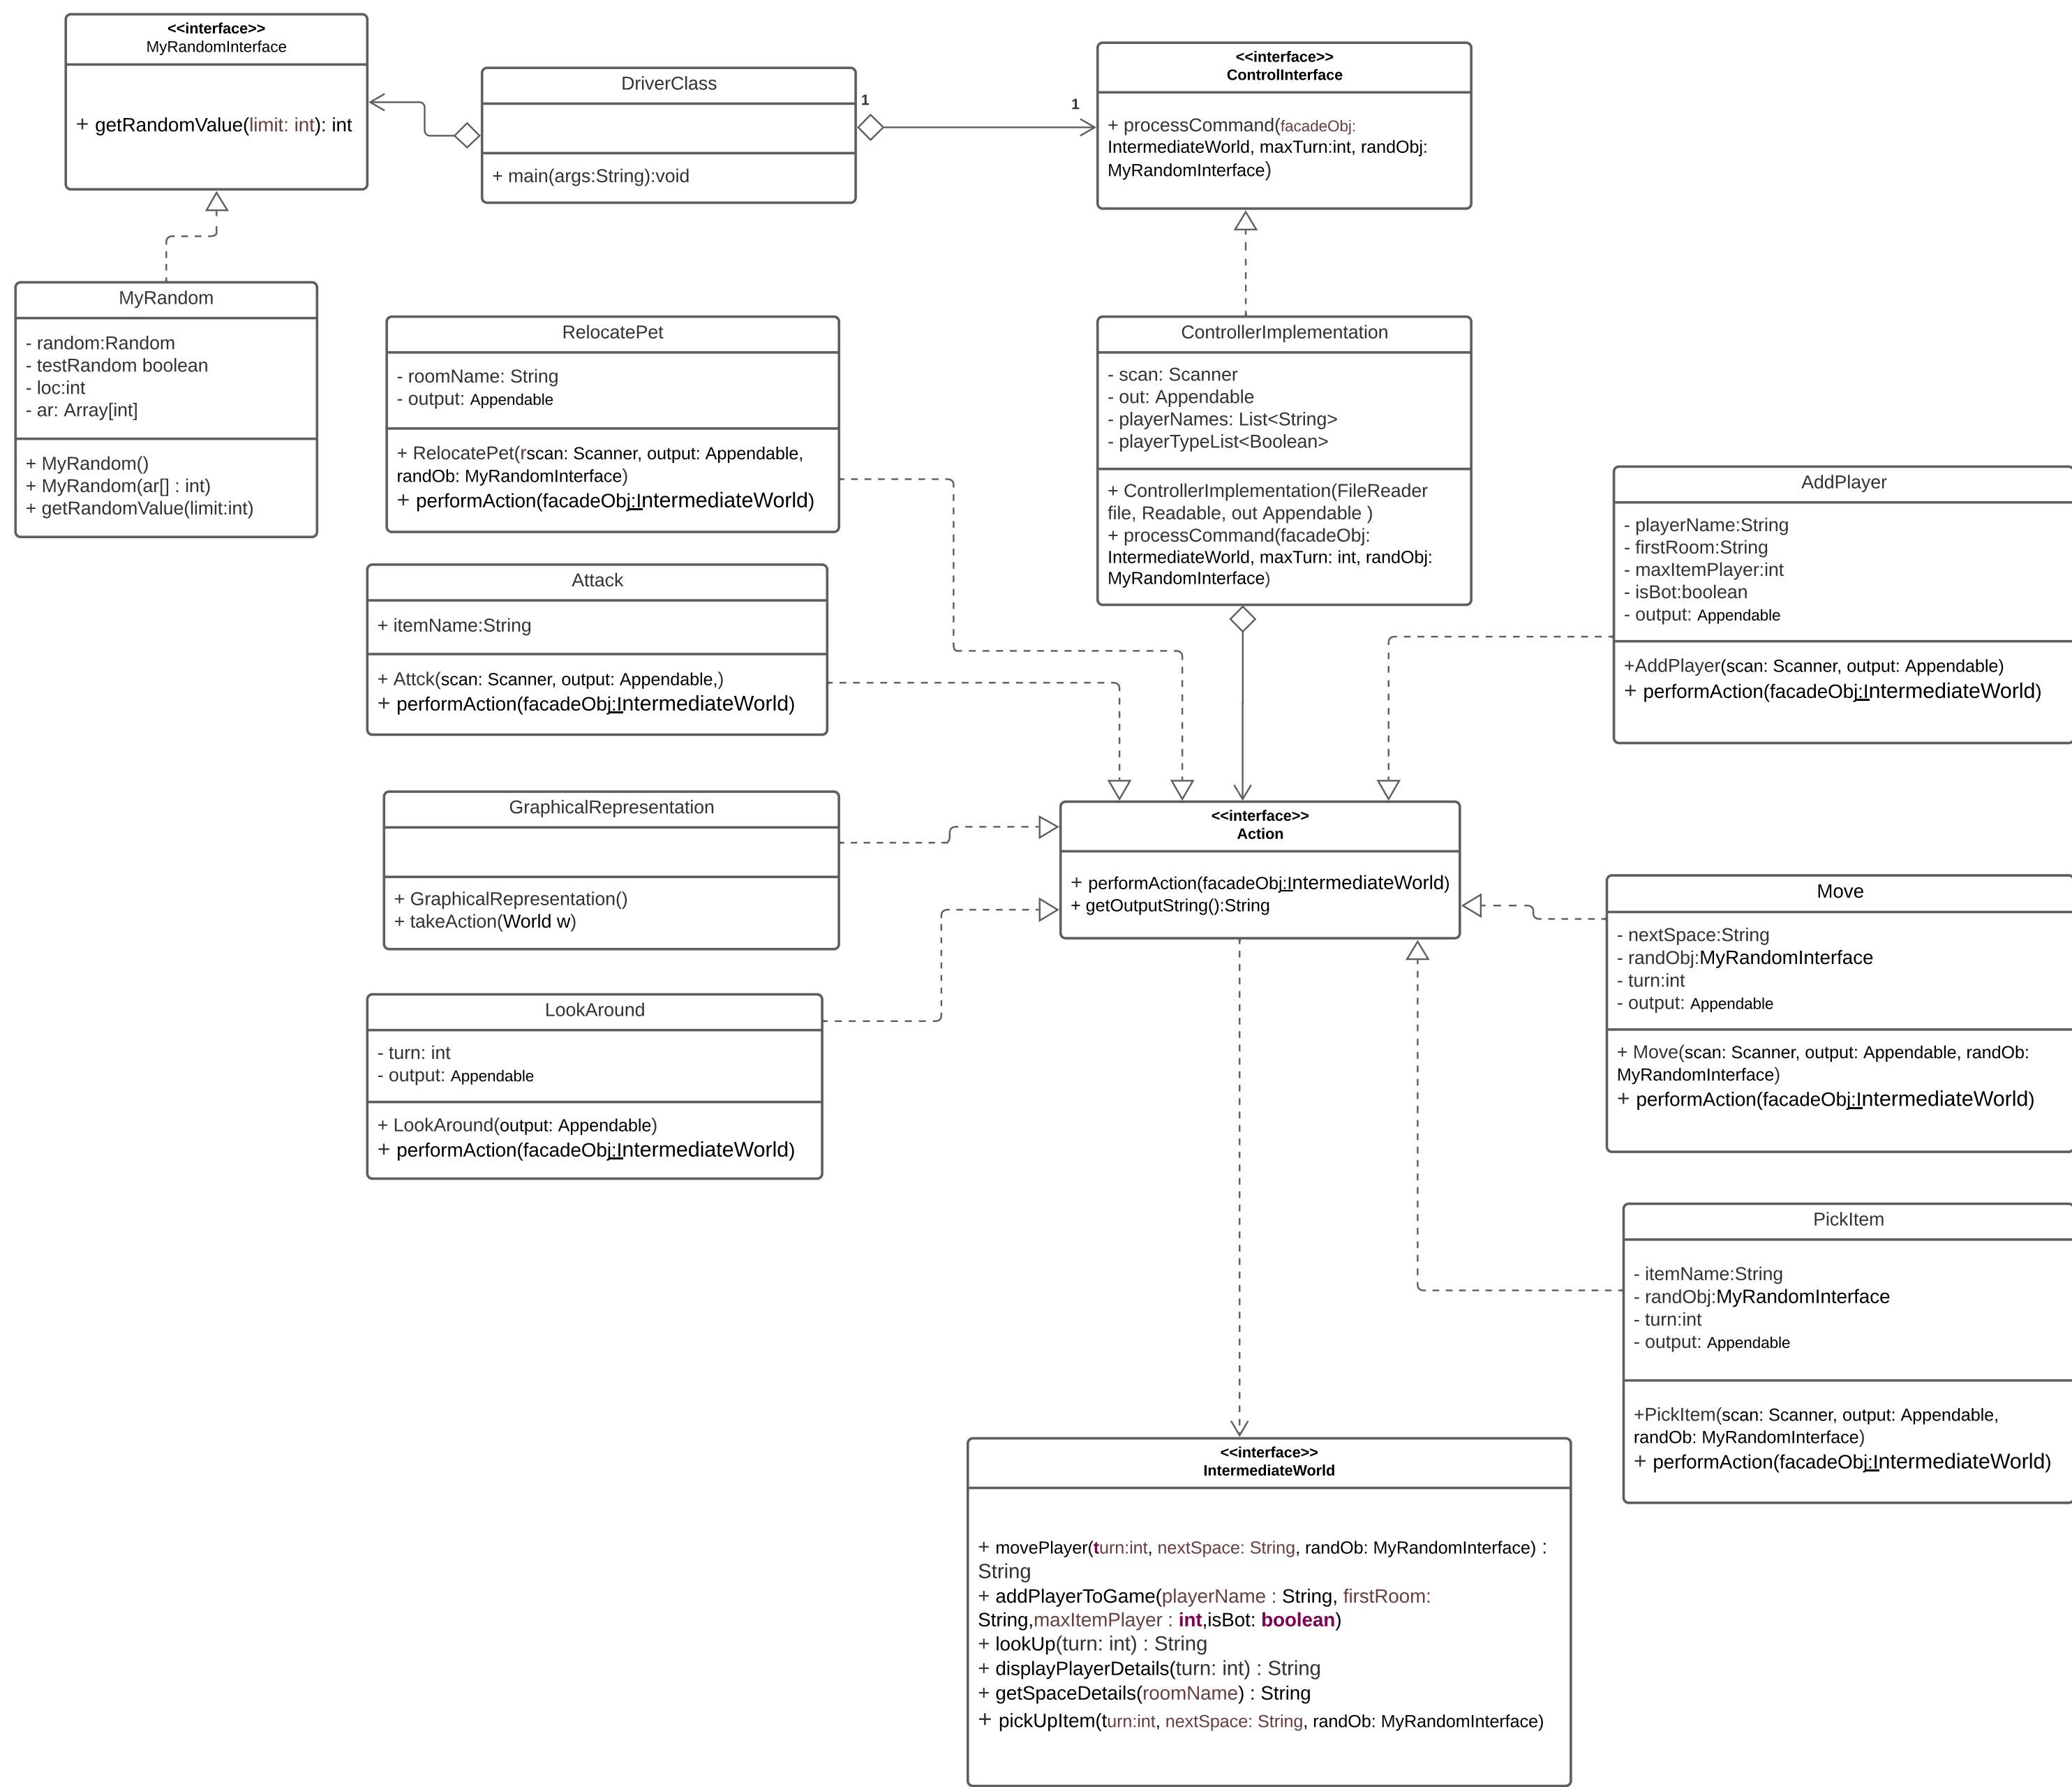 <<interface>>
MyRandomInterface
+ getRandomValue(limit: int): int
DriverClass
+ main(args:String):void
1
1
<<interface>>
ControlInterface
+ processCommand(facadeObj:
IntermediateWorld, maxTurn:int, randObj:
MyRandomInterface)
MyRandom
- random:Random
- testRandom boolean
- loc:int
- ar: Array[int]
+ MyRandom()
+ MyRandom(ar[] : int)
+ getRandomValue(limit:int)
RelocatePet
- roomName: String
- output: Appendable
+ RelocatePet(rscan: Scanner, output: Appendable,
randOb: MyRandomInterface)
+ performAction(facadeObj:IntermediateWorld)
ControllerImplementation
- scan: Scanner
- out: Appendable
- playerNames: List<String>
- playerTypeList<Boolean>
+ ControllerImplementation(FileReader
file, Readable, out Appendable )
+ processCommand(facadeObj:
IntermediateWorld, maxTurn: int, randObj:
MyRandomInterface)
AddPlayer
- playerName:String
- firstRoom:String
- maxItemPlayer:int
- isBot:boolean
- output: Appendable
+AddPlayer(scan: Scanner, output: Appendable)
+ performAction(facadeObj:IntermediateWorld)
Attack
+ itemName:String
+ Attck(scan: Scanner, output: Appendable,)
+ performAction(facadeObj:IntermediateWorld)
GraphicalRepresentation
+ GraphicalRepresentation()
+ takeAction(World w)
<<interface>>
Action
+ performAction(facadeObj:IntermediateWorld)
+ getOutputString():String
Move
- nextSpace:String
- randObj:MyRandomInterface
- turn:int
- output: Appendable
+ Move(scan: Scanner, output: Appendable, randOb:
MyRandomInterface)
+ performAction(facadeObj:IntermediateWorld)
LookAround
- turn: int
- output: Appendable
+ LookAround(output: Appendable)
+ performAction(facadeObj:IntermediateWorld)
PickItem
- itemName:String
- randObj:MyRandomInterface
- turn:int
- output: Appendable
+PickItem(scan: Scanner, output: Appendable,
randOb: MyRandomInterface)
+ performAction(facadeObj:IntermediateWorld)
<<interface>>
IntermediateWorld
+ movePlayer(turn:int, nextSpace: String, randOb: MyRandomInterface) :
String
+ addPlayerToGame(playerName : String, firstRoom:
String,maxItemPlayer : int,isBot: boolean)
+ lookUp(turn: int) : String
+ displayPlayerDetails(turn: int) : String
+ getSpaceDetails(roomName) : String
+ pickUpItem(turn:int, nextSpace: String, randOb: MyRandomInterface)